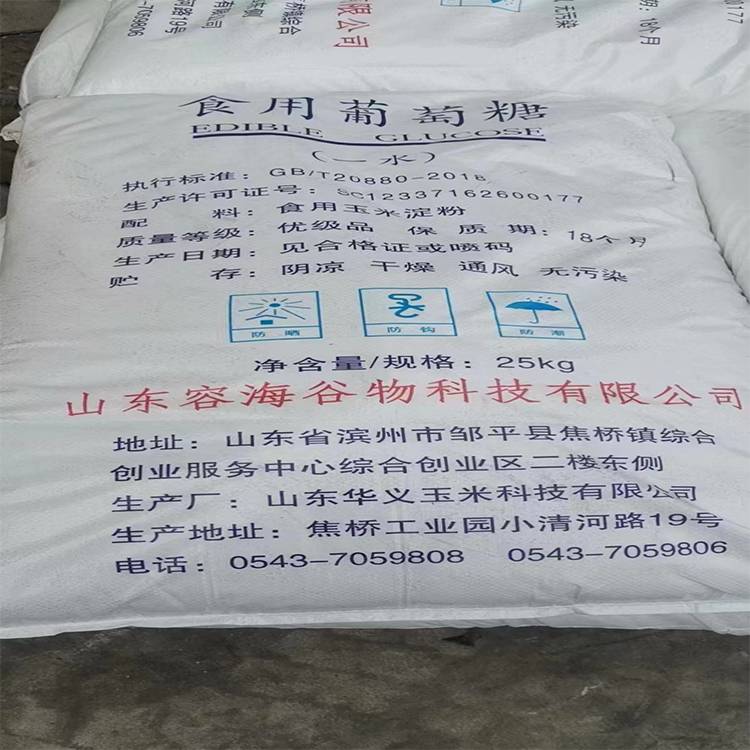 食用葡萄糖
EDIBLE GLUCOSE
(一水)
执行标准：GB/T20880-2018
生产许可证号：SC12337162600177
配 料：食用玉米淀粉
质量等级：优级品 保 质 期：18个月
生产日期：见合格证或喷码
贮 存：阴凉 干燥 通风 无污染
防晒 防钩 防潮
净含量/规格：25kg
山东容海谷物科技有限公司
地址：山东省滨州市邹平县焦桥镇综合
创业服务中心综合创业区二楼东侧
生产厂：山东华义玉米科技有限公司
生产地址：焦桥工业园小清河路19号
电话：0543-7059808 0543-7059806